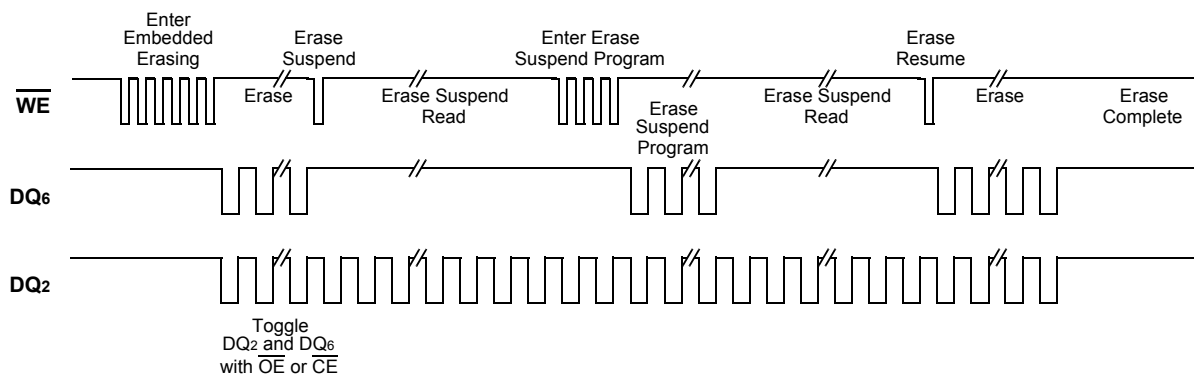 Enter
Embedded
Erasing
Erase
Suspend
Enter Erase
Suspend Program
Erase
Resume
WE
Erase
Erase Suspend
Read
Erase
Suspend
Program
Erase Suspend
Read
Erase
Erase
Complete
DQ6
DQ2
Toggle
DQ2 and DQ6
with OE or CE